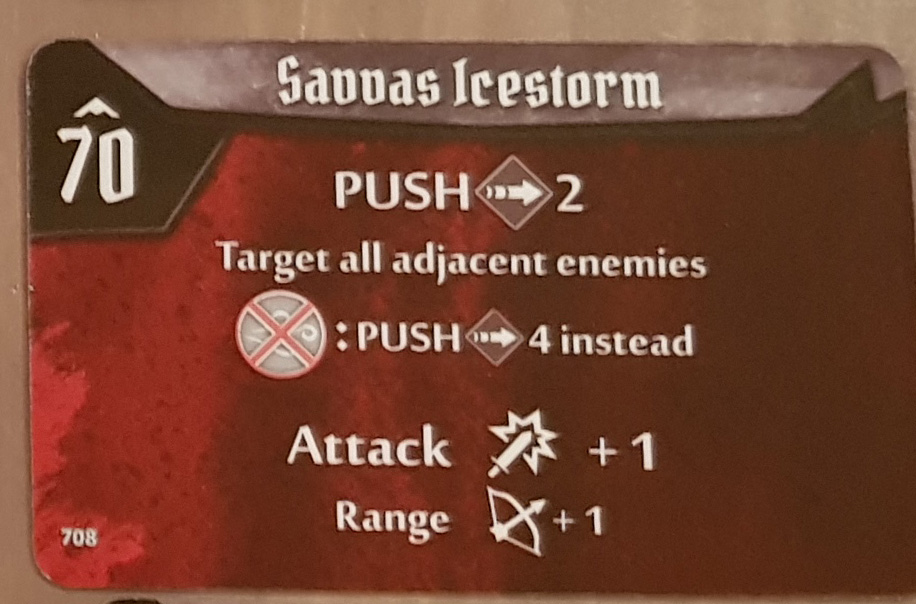 Savvas Icestorm
70
PUSH 2
Target all adjacent enemies
: PUSH 4 instead
Attack + 1
Range + 1
708